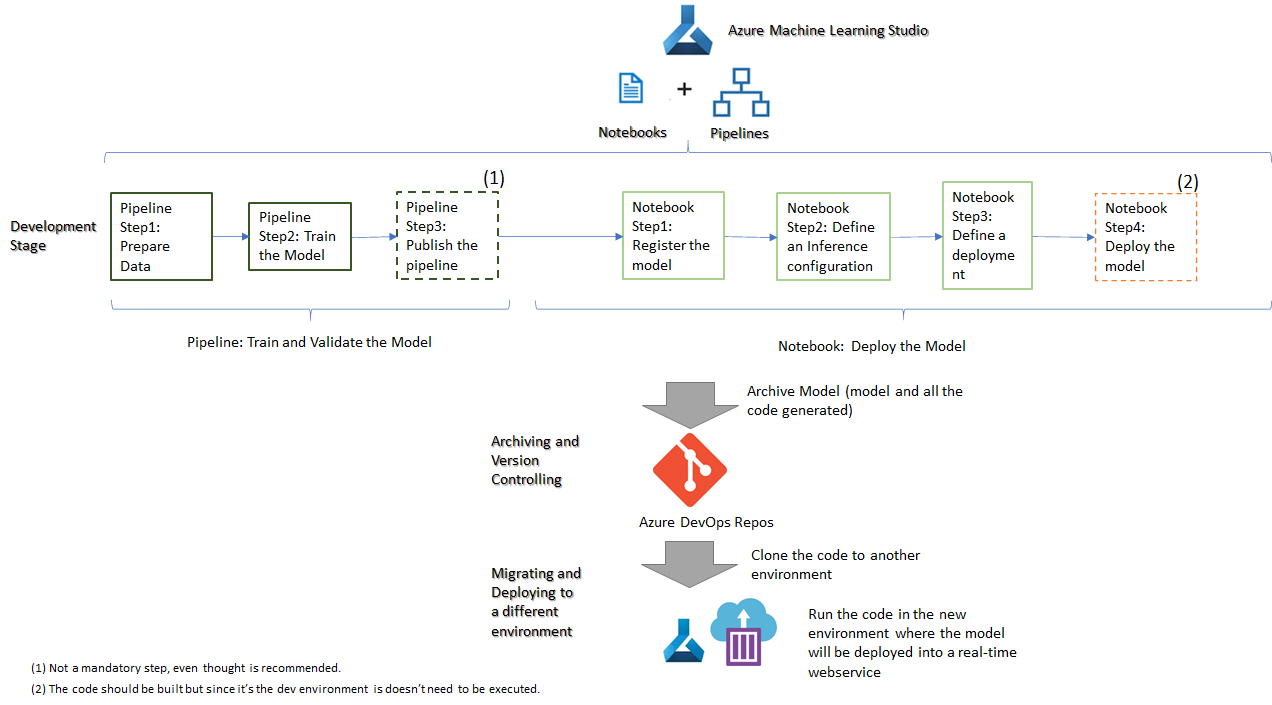 Azure Machine Learning Studio
+
Notebooks
Pipelines
Development
Stage
Pipeline
Step1:
Prepare
Data
Pipeline
Step2: Train
the Model
(1)
Pipeline
Step3:
Publish the
pipeline
Notebook
Step1:
Register the
model
Notebook
Step2: Define
an Inference
configuration
Notebook
Step3:
Define a
deployme
nt
(2)
Notebook
Step4:
Deploy the
model
Pipeline: Train and Validate the Model
Notebook: Deploy the Model
Archive Model (model and all the
code generated)
Archiving and
Version
Controlling
Azure DevOps Repos
Clone the code to another
environment
Migrating and
Deploying to
a different
environment
Run the code in the new
environment where the model
will be deployed into a real-time
webservice
(1) Not a mandatory step, even thought is recommended.
(2) The code should be built but since it's the dev environment is doesn't need to be executed.